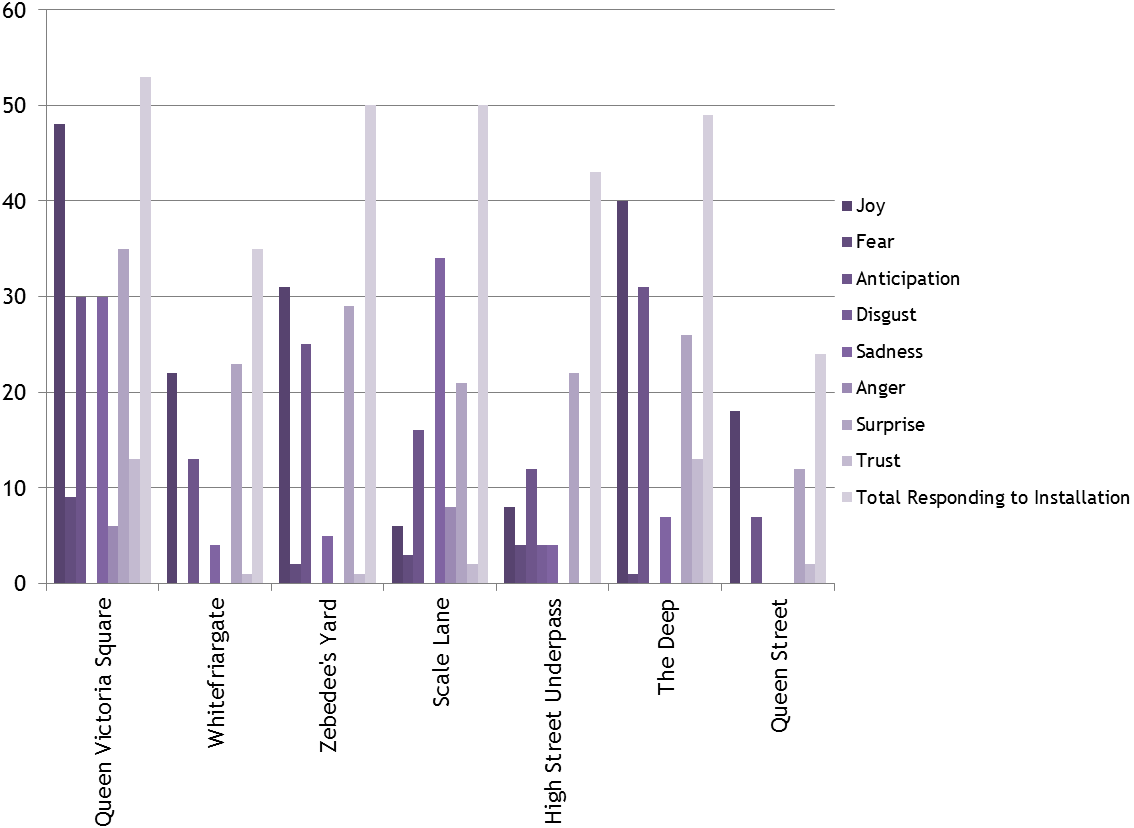 60
50
40
30
20
10
0
Queen Victoria Square
Whitefriargate
Zebedee's Yard
Scale Lane
High Street Underpass
The Deep
Queen Street
Joy
Fear
Anticipation
Disgust
Sadness
Anger
Surprise
Trust
Total Responding to Installation